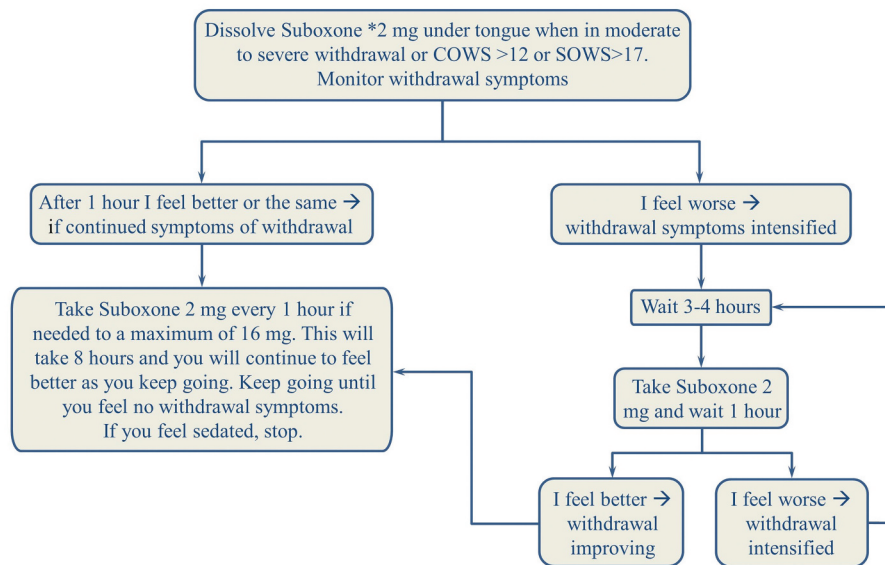 Dissolve Suboxone *2 mg under tongue when in moderate
to severe withdrawal or COWS >12 or SOWS>17.
Monitor withdrawal symptoms
After 1 hour I feel better or the same →
if continued symptoms of withdrawal
I feel worse →
withdrawal symptoms intensified
Take Suboxone 2 mg every 1 hour if
needed to a maximum of 16 mg. This will
take 8 hours and you will continue to feel
better as you keep going. Keep going until
you feel no withdrawal symptoms.
If you feel sedated, stop.
Wait 3-4 hours
Take Suboxone 2
mg and wait 1 hour
I feel better →
withdrawal
improving
I feel worse →
withdrawal
intensified